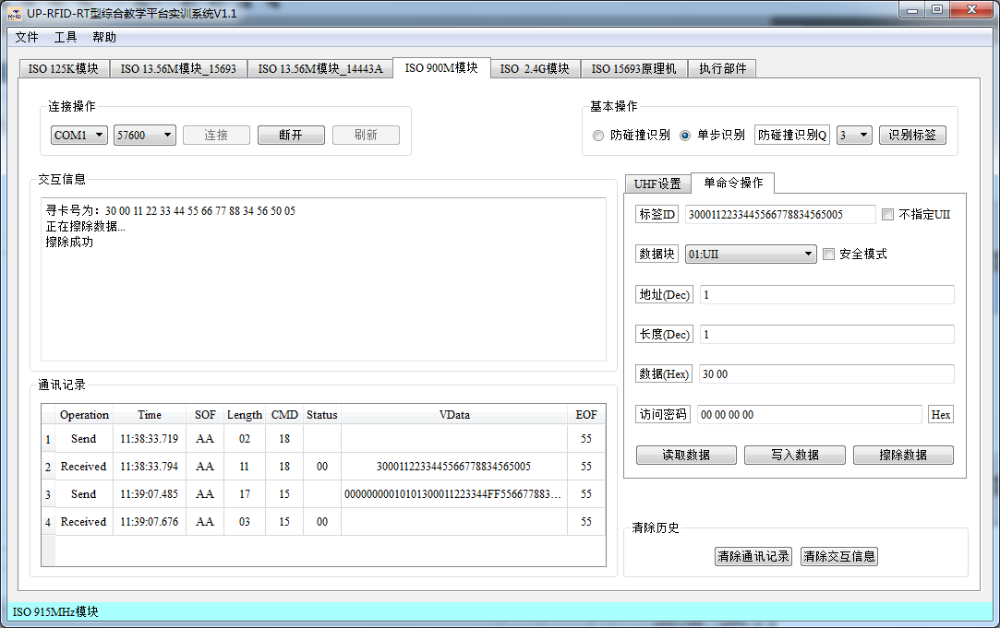 UP-RFID-RT型综合教学平台实训系统V1.1
文件 工具 帮助
ISO 125K模块 ISO 13.56M模块_15693 ISO 13.56M模块_14443A ISO 900M模块 ISO 2.4G模块 ISO 15693原理机 执行部件
连接操作
COM1 57600 连接 断开 刷新
基本操作
防碰撞识别 单步识别 防碰撞识别Q 3 识别标签
交互信息
寻卡号为：30 00 11 22 33 44 55 66 77 88 34 56 50 05
正在擦除数据...
擦除成功
UHF设置 单命令操作
标签ID 3000112233445566778834565005 不指定UII
数据块 01:UII 安全模式
地址(Dec) 1
长度(Dec) 1
数据(Hex) 30 00
访问密码 00 00 00 00 Hex
读取数据 写入数据 擦除数据
通讯记录
Operation Time SOF Length CMD Status VData EOF
1 Send 11:38:33.719 AA 02 18 55
2 Received 11:38:33.794 AA 11 18 00 3000112233445566778834565005 55
3 Send 11:39:07.485 AA 17 15 00000000010101300011223344FF556677883... 55
4 Received 11:39:07.676 AA 03 15 00 55
清除历史
清除通讯记录 清除交互信息
ISO 915MHz模块